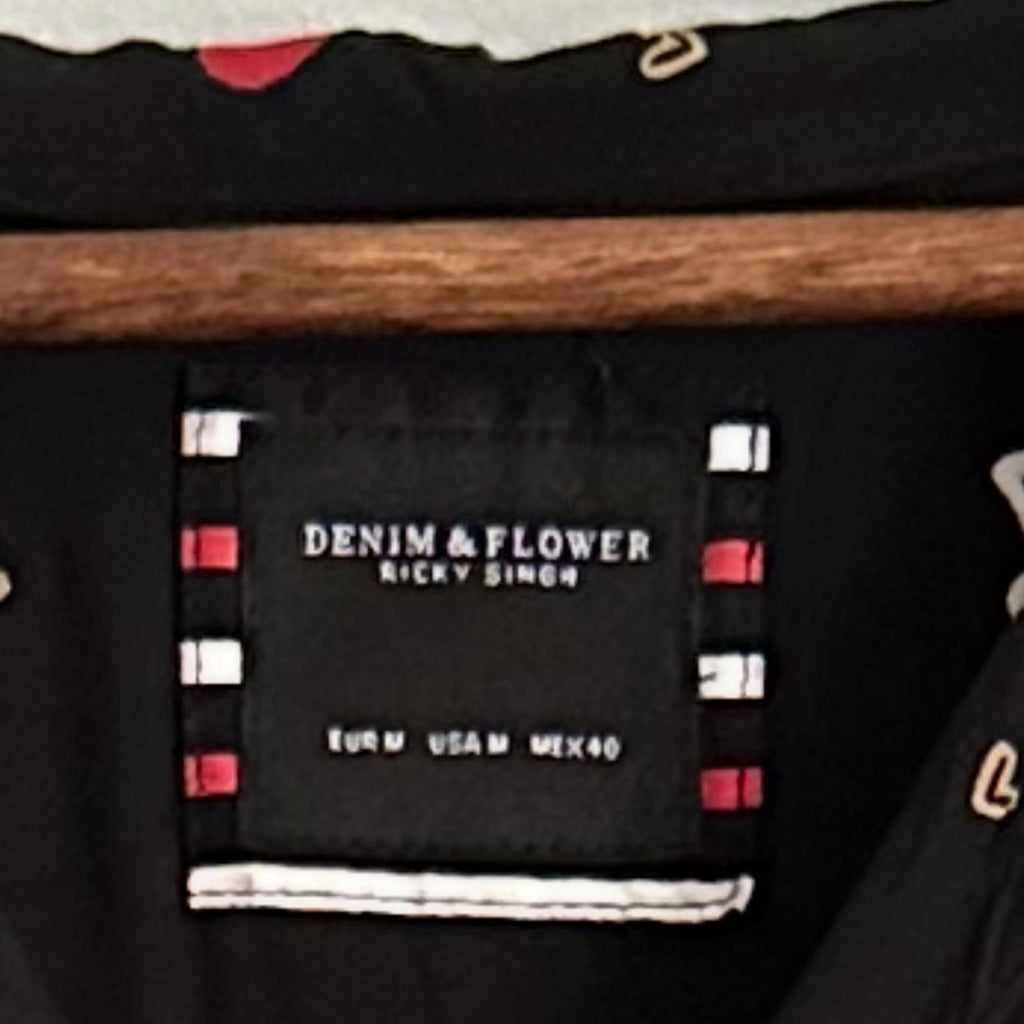 DENIM & FLOWER
RICKY SINGH
EUR M USA M MEX 40